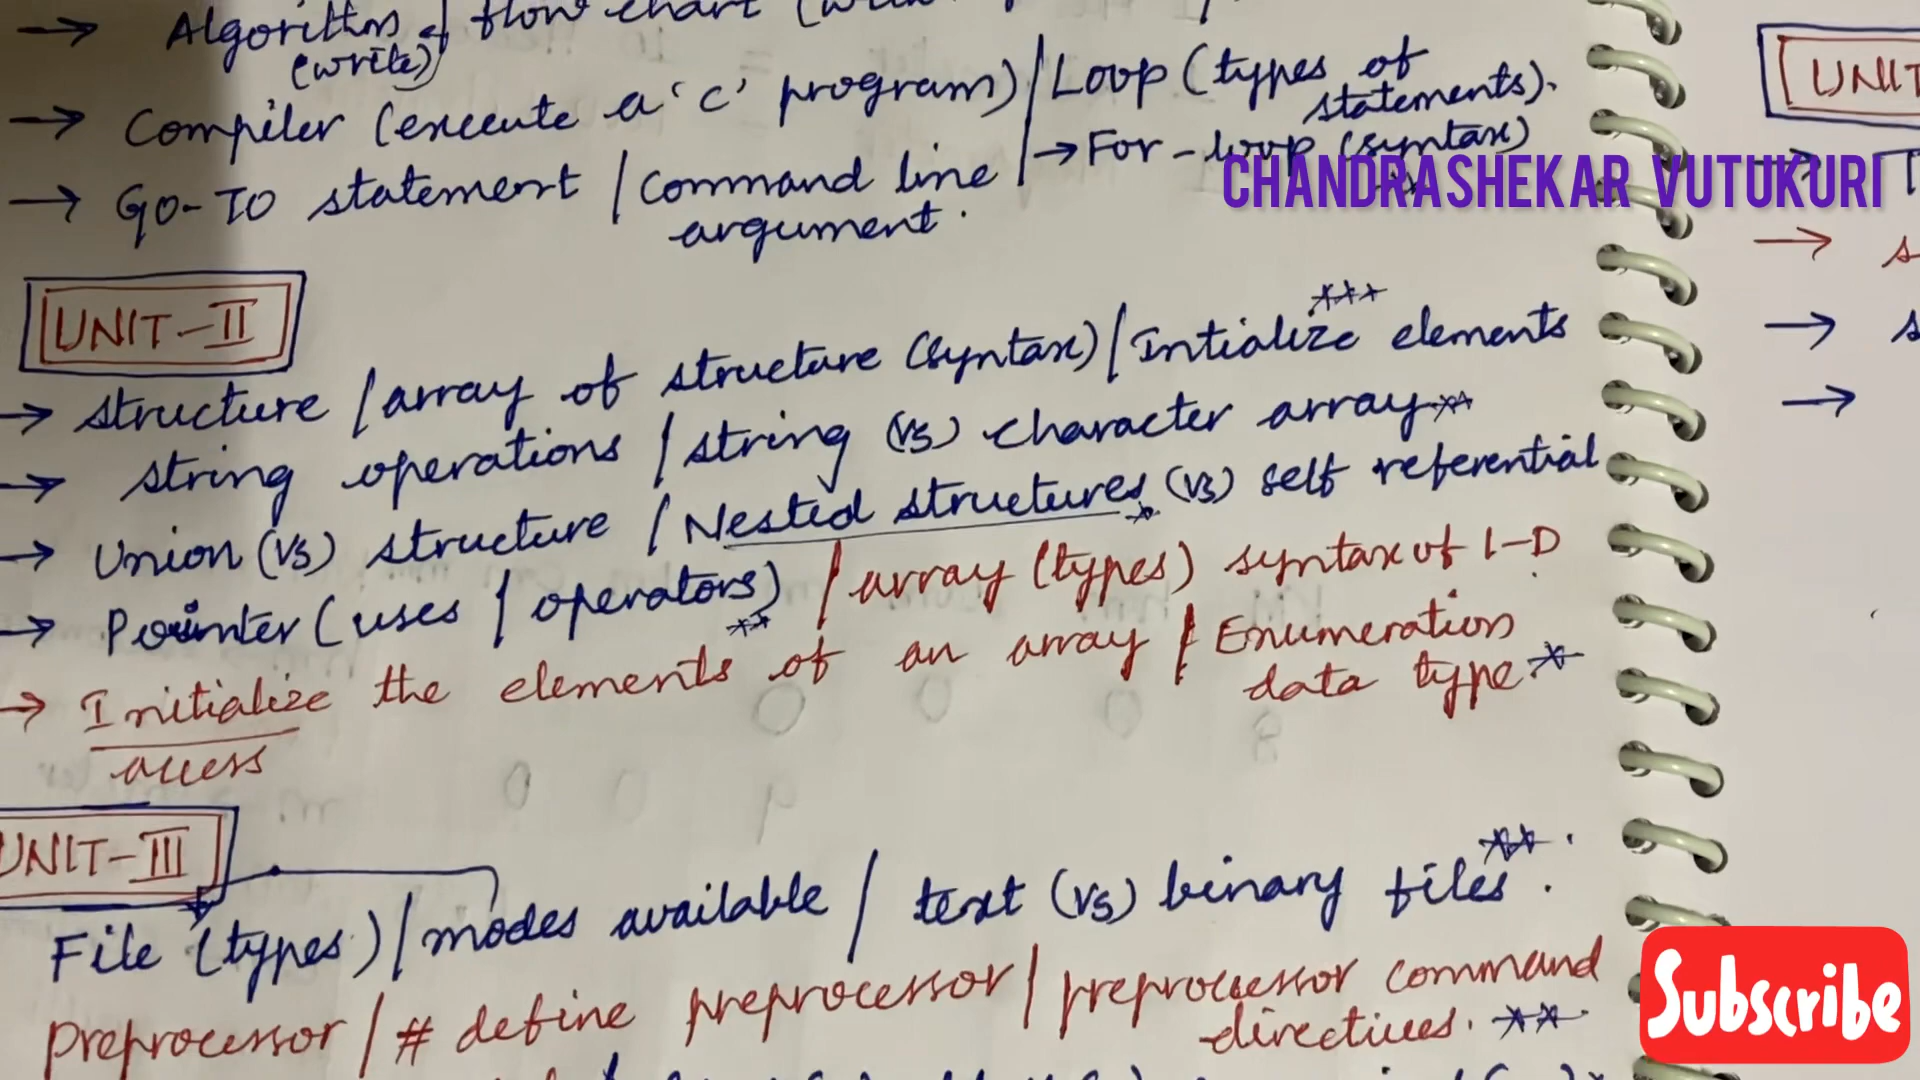 → Algorithm / flow chart
(write)
→ Compiler (execute a 'c' program) / Loop (types of
statements).
→ For-loop (syntax)
→ Go-To statement / Command line
argument.
CHANDRASHEKAR VUTUKURI
UNIT-II
→ structure / array of structure (syntax) / Intialize *** elements
→ string operations / string (vs) character array **
→ Union (vs) structure / Nested structures * (vs) self referential
→ Pointer (uses / operators) ** / array (types) syntax of 1-D
→ Initialize the elements of an array / Enumeration
access
data type *
UNIT-III
File (types) / modes available / text (vs) binary files **.
Preprocessor / # define preprocessor / preprocessor command
directives. **
UNIT
Subscribe